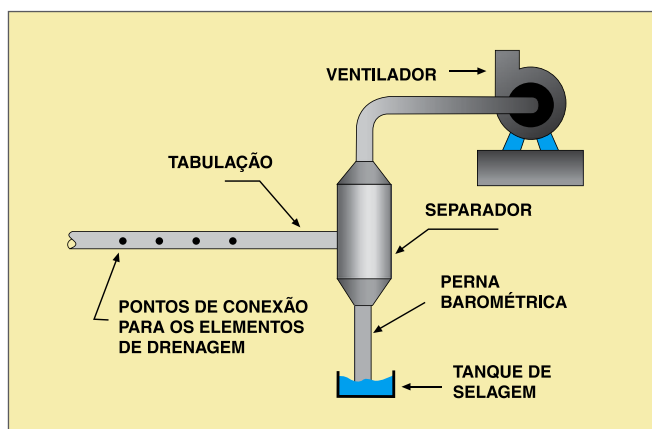 VENTILADOR
TABULAÇÃO
SEPARADOR
PERNA
BAROMÉTRICA
PONTOS DE CONEXÃO
PARA OS ELEMENTOS
DE DRENAGEM
TANQUE DE
SELAGEM